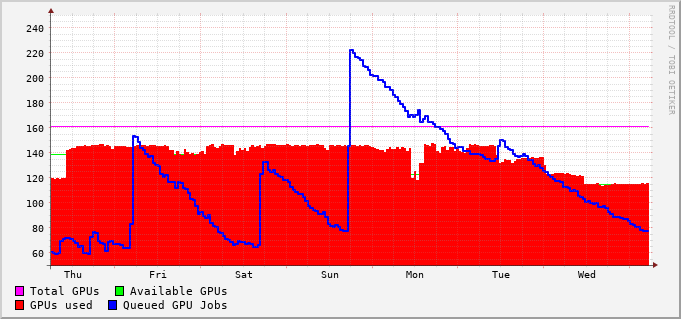 RRDTOOL / TOBI OETIKER
240
220
200
180
160
140
120
100
80
60
Thu Fri Sat Sun Mon Tue Wed
Total GPUs Available GPUs
GPUs used Queued GPU Jobs